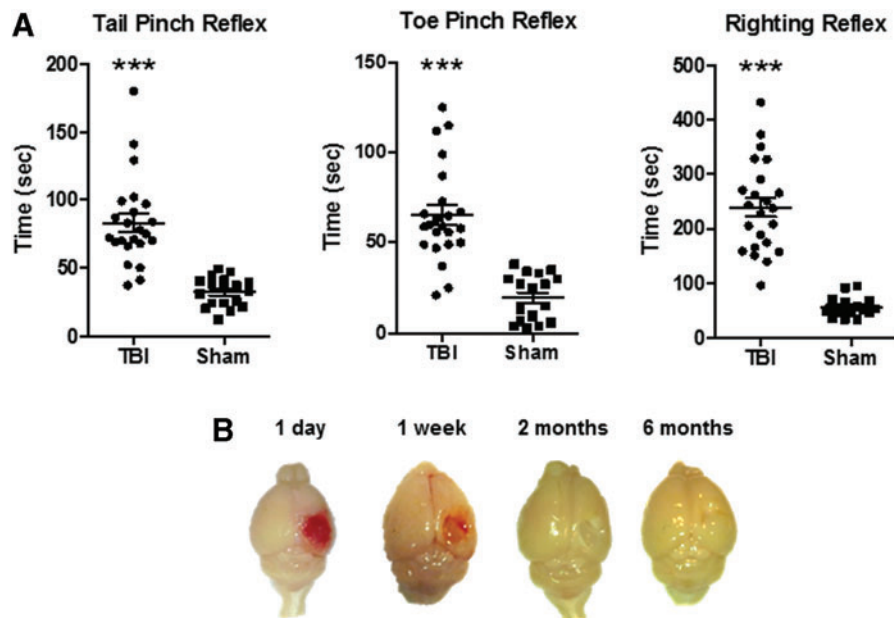 A
Tail Pinch Reflex
Toe Pinch Reflex
Righting Reflex
Time (sec)
200
150
100
50
0
***
TBI
Sham
Time (sec)
150
100
50
0
***
TBI
Sham
Time (sec)
500
400
300
200
100
0
***
TBI
Sham
B
1 day
1 week
2 months
6 months